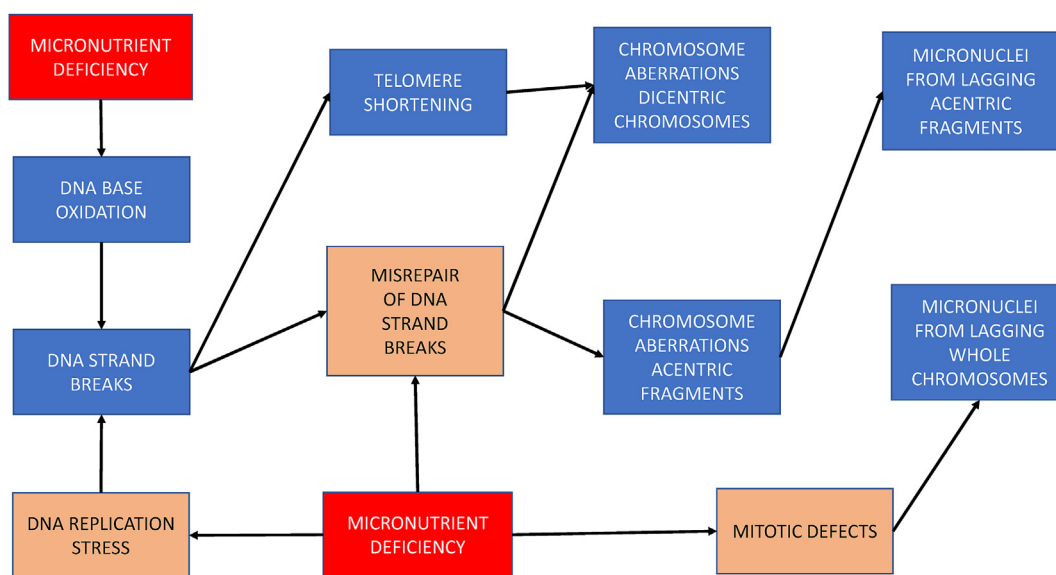 MICRONUTRIENT
DEFICIENCY
DNA BASE
OXIDATION
DNA STRAND
BREAKS
DNA REPLICATION
STRESS
TELOMERE
SHORTENING
MISREPAIR
OF DNA
STRAND
BREAKS
MICRONUTRIENT
DEFICIENCY
CHROMOSOME
ABERRATIONS
DICENTRIC
CHROMOSOMES
CHROMOSOME
ABERRATIONS
ACENTRIC
FRAGMENTS
MITOTIC DEFECTS
MICRONUCLEI
FROM LAGGING
ACENTRIC
FRAGMENTS
MICRONUCLEI
FROM LAGGING
WHOLE
CHROMOSOMES